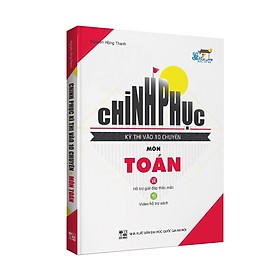 Hồng Thanh
CHINH PHỤC
KỲ THI VÀO 10 CHUYÊN
MÔN
TOÁN
Hỗ trợ giải đáp thắc mắc
Video hỗ trợ sách
NHÀ XUẤT BẢN ĐẠI HỌC QUỐC GIA HÀ NỘI
CHINH PHỤC KỲ THI VÀO 10 CHUYÊN MÔN TOÁN